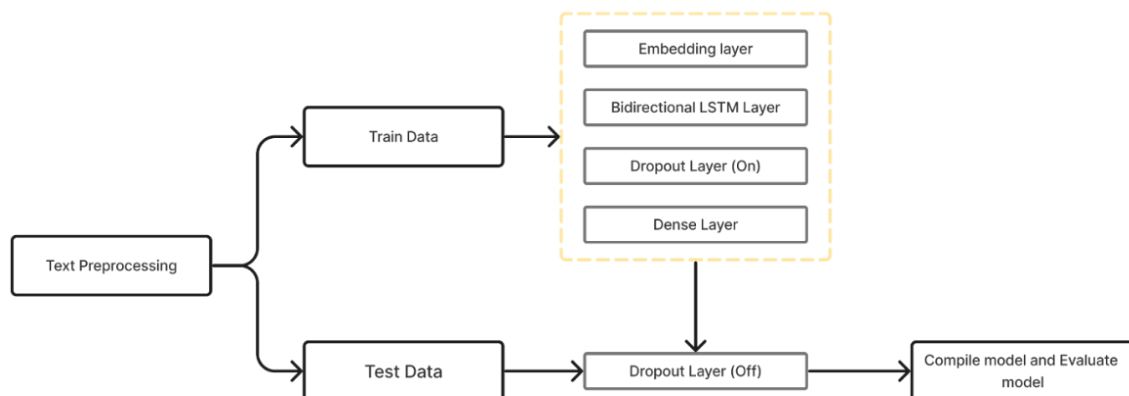 Embedding layer
Bidirectional LSTM Layer
Train Data
Dropout Layer (On)
Dense Layer
Text Preprocessing
Test Data
Dropout Layer (Off)
Compile model and Evaluate
model